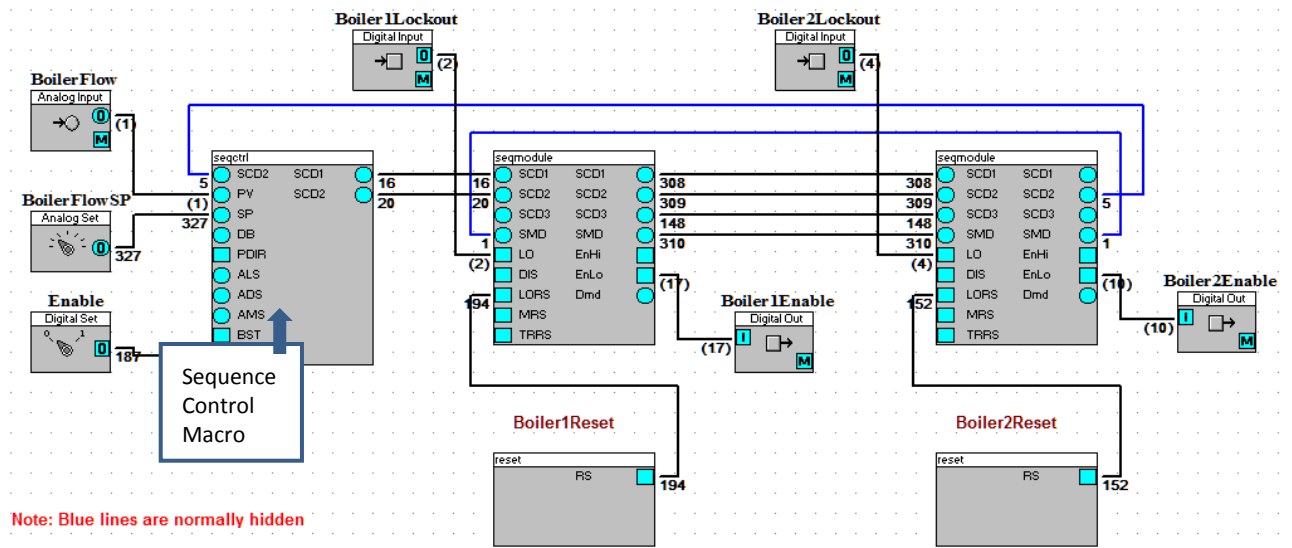 Boiler1Lockout
Digital Input
0
(2)
M
Boiler2Lockout
Digital Input
0
(4)
M
BoilerFlow
Analog Input
0
(1)
M
BoilerFlowSP
Analog Set
0
327
Enable
Digital Set
0 1
0
187
seqctrl
5 SCD2 SCD1 16
(1) PV SCD2 20
327 SP
DB
PDIR
ALS
ADS
AMS
BST
Sequence
Control
Macro
seqmodule
16 SCD1 SCD1 308
20 SCD2 SCD2 309
SCD3 SCD3 148
1 SMD SMD 310
(2) LO EnHi
DIS EnLo (17)
194 LORS Dmd
MRS
TRRS
Boiler1Enable
Digital Out
(17) I
M
seqmodule
308 SCD1 SCD1
309 SCD2 SCD2 5
148 SCD3 SCD3
310 SMD SMD 1
(4) LO EnHi
DIS EnLo (10)
152 LORS Dmd
MRS
TRRS
Boiler2Enable
Digital Out
(10) I
M
Boiler1Reset
reset
RS 194
Boiler2Reset
reset
RS 152
Note: Blue lines are normally hidden